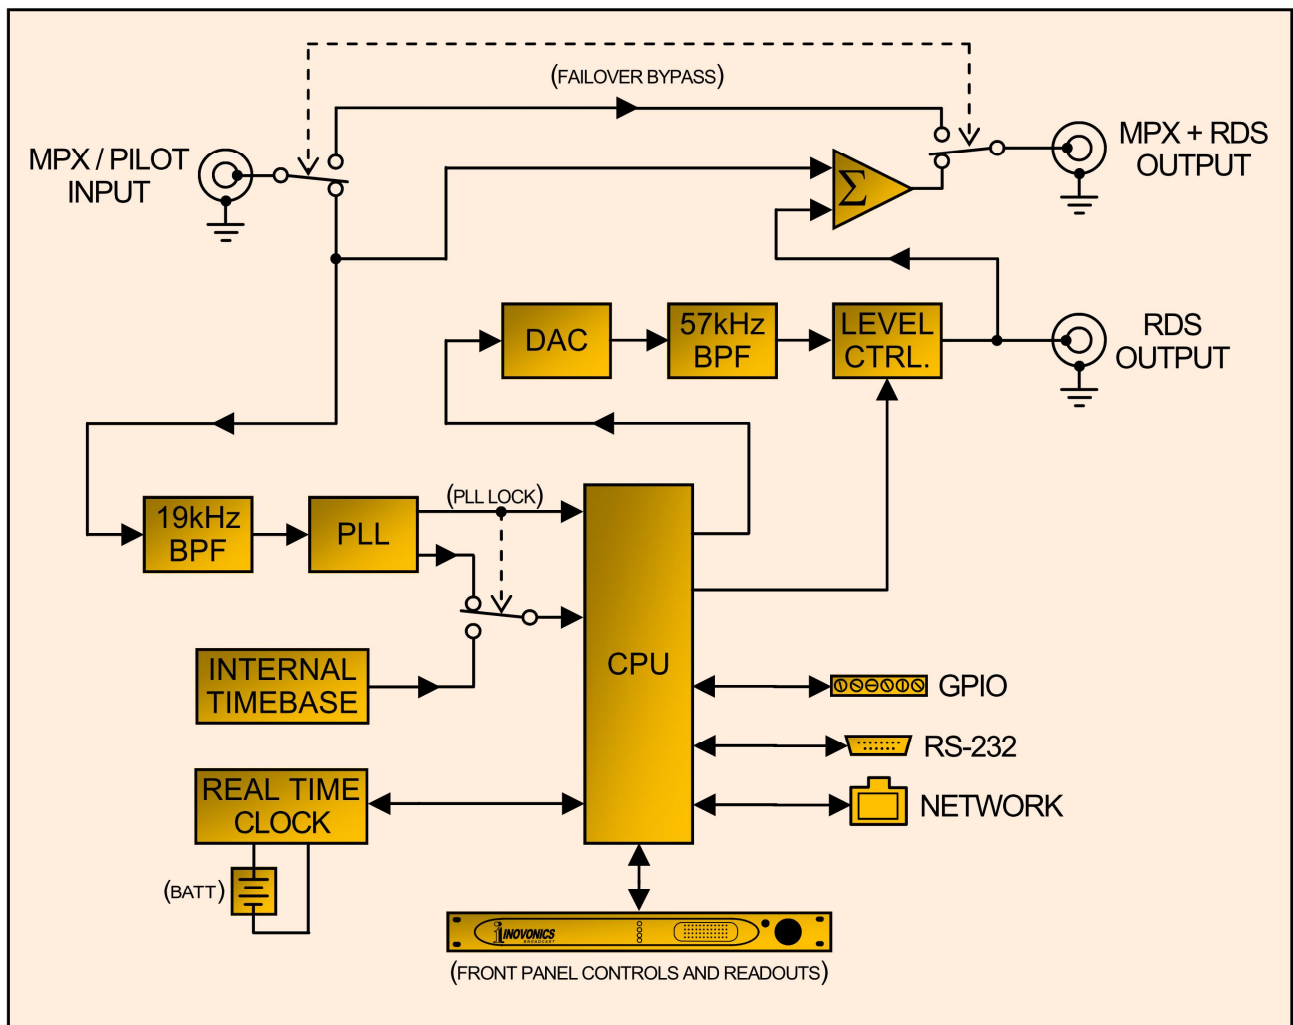 (FAILOVER BYPASS)
MPX / PILOT
INPUT
MPX + RDS
OUTPUT
Σ
DAC
57kHz
BPF
LEVEL
CTRL.
RDS
OUTPUT
19kHz
BPF
PLL
(PLL LOCK)
CPU
INTERNAL
TIMEBASE
GPIO
RS-232
REAL TIME
CLOCK
NETWORK
(BATT)
INOVONICS
BROADCAST
(FRONT PANEL CONTROLS AND READOUTS)